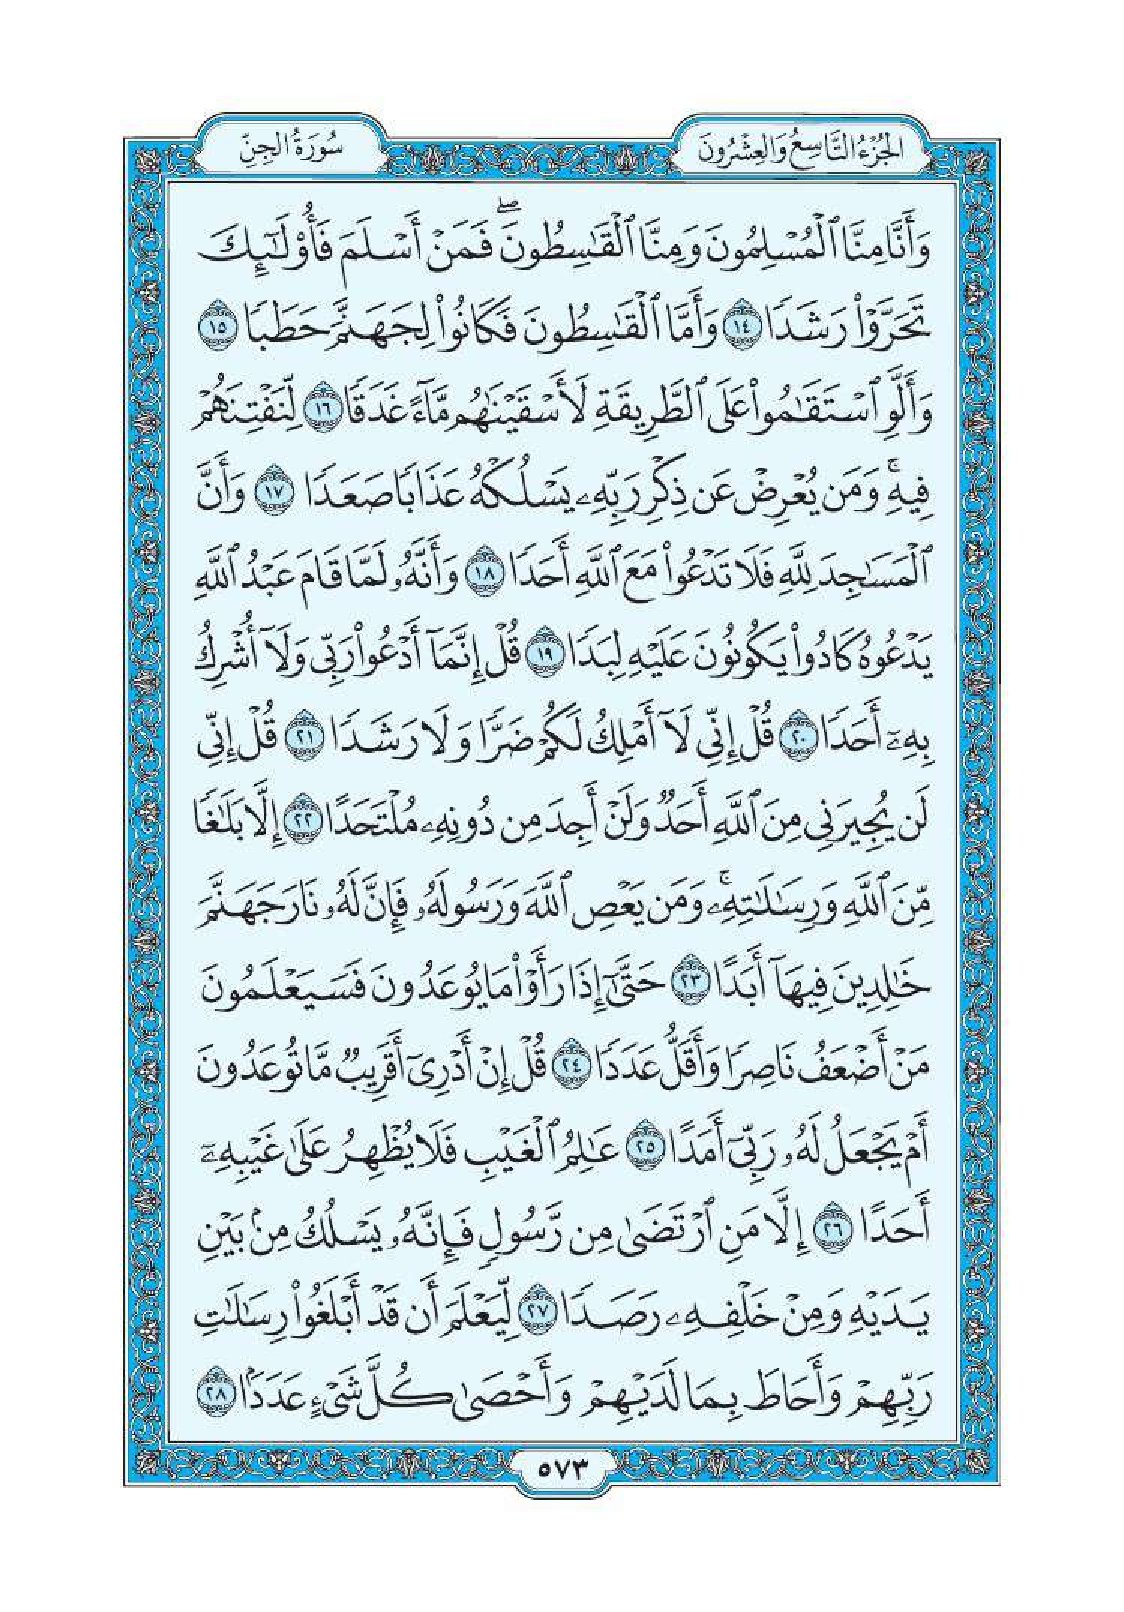 الجُزْءُ التَّاسِعُ وَالعِشْرُونَ
سُورَةُ الجِنّ
وَأَنَّا مِنَّا ٱلْمُسْلِمُونَ وَمِنَّا ٱلْقَٰسِطُونَۖ فَمَنْ أَسْلَمَ فَأُو۟لَٰٓئِكَ
تَحَرَّوْا۟ رَشَدًا ١٤ وَأَمَّا ٱلْقَٰسِطُونَ فَكَانُوا۟ لِجَهَنَّمَ حَطَبًا ١٥
وَأَلَّوِ ٱسْتَقَٰمُوا۟ عَلَى ٱلطَّرِيقَةِ لَأَسْقَيْنَٰهُم مَّآءً غَدَقًا ١٦ لِّنَفْتِنَهُمْ
فِيهِۚ وَمَن يُعْرِضْ عَن ذِكْرِ رَبِّهِۦ يَسْلُكْهُ عَذَابًا صَعَدًا ١٧ وَأَنَّ
ٱلْمَسَٰجِدَ لِلَّهِ فَلَا تَدْعُوا۟ مَعَ ٱللَّهِ أَحَدًا ١٨ وَأَنَّهُۥ لَمَّا قَامَ عَبْدُ ٱللَّهِ
يَدْعُوهُ كَادُوا۟ يَكُونُونَ عَلَيْهِ لِبَدًا ١٩ قُلْ إِنَّمَآ أَدْعُوا۟ رَبِّى وَلَآ أُشْرِكُ
بِهِۦٓ أَحَدًا ٢٠ قُلْ إِنِّى لَآ أَمْلِكُ لَكُمْ ضَرًّا وَلَا رَشَدًا ٢١ قُلْ إِنِّى
لَن يُجِيرَنِى مِنَ ٱللَّهِ أَحَدٌ وَلَنْ أَجِدَ مِن دُونِهِۦ مُلْتَحَدًا ٢٢ إِلَّا بَلَٰغًا
مِّنَ ٱللَّهِ وَرِسَٰلَٰتِهِۦۚ وَمَن يَعْصِ ٱللَّهَ وَرَسُولَهُۥ فَإِنَّ لَهُۥ نَارَ جَهَنَّمَ
خَٰلِدِينَ فِيهَآ أَبَدًا ٢٣ حَتَّىٰٓ إِذَا رَأَوْا۟ مَا يُوعَدُونَ فَسَيَعْلَمُونَ
مَنْ أَضْعَفُ نَاصِرًا وَأَقَلُّ عَدَدًا ٢٤ قُلْ إِنْ أَدْرِىٓ أَقَرِيبٌ مَّا تُوعَدُونَ
أَمْ يَجْعَلُ لَهُۥ رَبِّىٓ أَمَدًا ٢٥ عَٰلِمُ ٱلْغَيْبِ فَلَا يُظْهِرُ عَلَىٰ غَيْبِهِۦٓ
أَحَدًا ٢٦ إِلَّا مَنِ ٱرْتَضَىٰ مِن رَّسُولٍ فَإِنَّهُۥ يَسْلُكُ مِنۢ بَيْنِ
يَدَيْهِ وَمِنْ خَلْفِهِۦ رَصَدًا ٢٧ لِّيَعْلَمَ أَن قَدْ أَبْلَغُوا۟ رِسَٰلَٰتِ
رَبِّهِمْ وَأَحَاطَ بِمَا لَدَيْهِمْ وَأَحْصَىٰ كُلَّ شَىْءٍ عَدَدًۢا ٢٨
٥٧٣